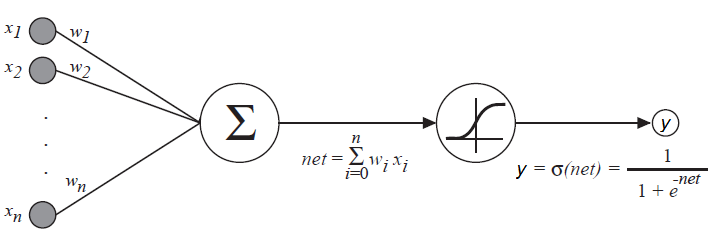 x1 w1
x2 w2
.
.
.
wn
xn
Σ
n
net = Σ wi xi
i=0
y
y = σ(net) = 1
1 + e^-net